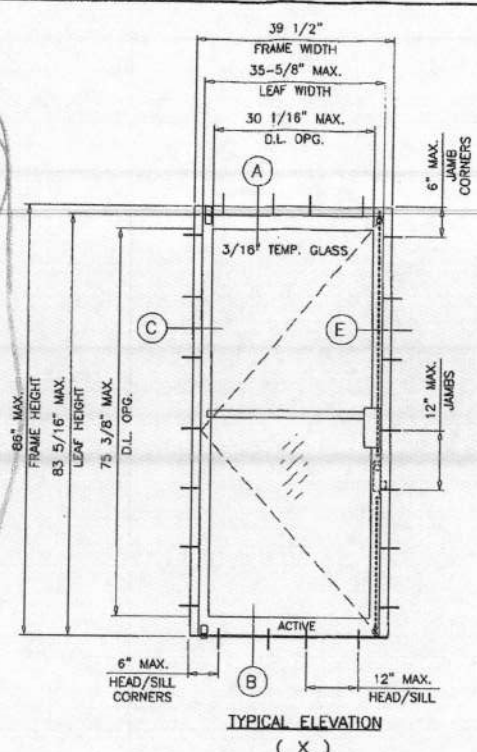 39 1/2"
FRAME WIDTH
35-5/8" MAX.
LEAF WIDTH
30 1/16" MAX.
D.L. OPG.
6" MAX.
JAMB
CORNERS
A
3/16" TEMP. GLASS
C
E
86" MAX.
FRAME HEIGHT
83 5/16" MAX.
LEAF HEIGHT
75 3/8" MAX.
D.L. OPG.
12" MAX.
JAMBS
ACTIVE
6" MAX.
HEAD/SILL
CORNERS
B
12" MAX.
HEAD/SILL
TYPICAL ELEVATION
( X )